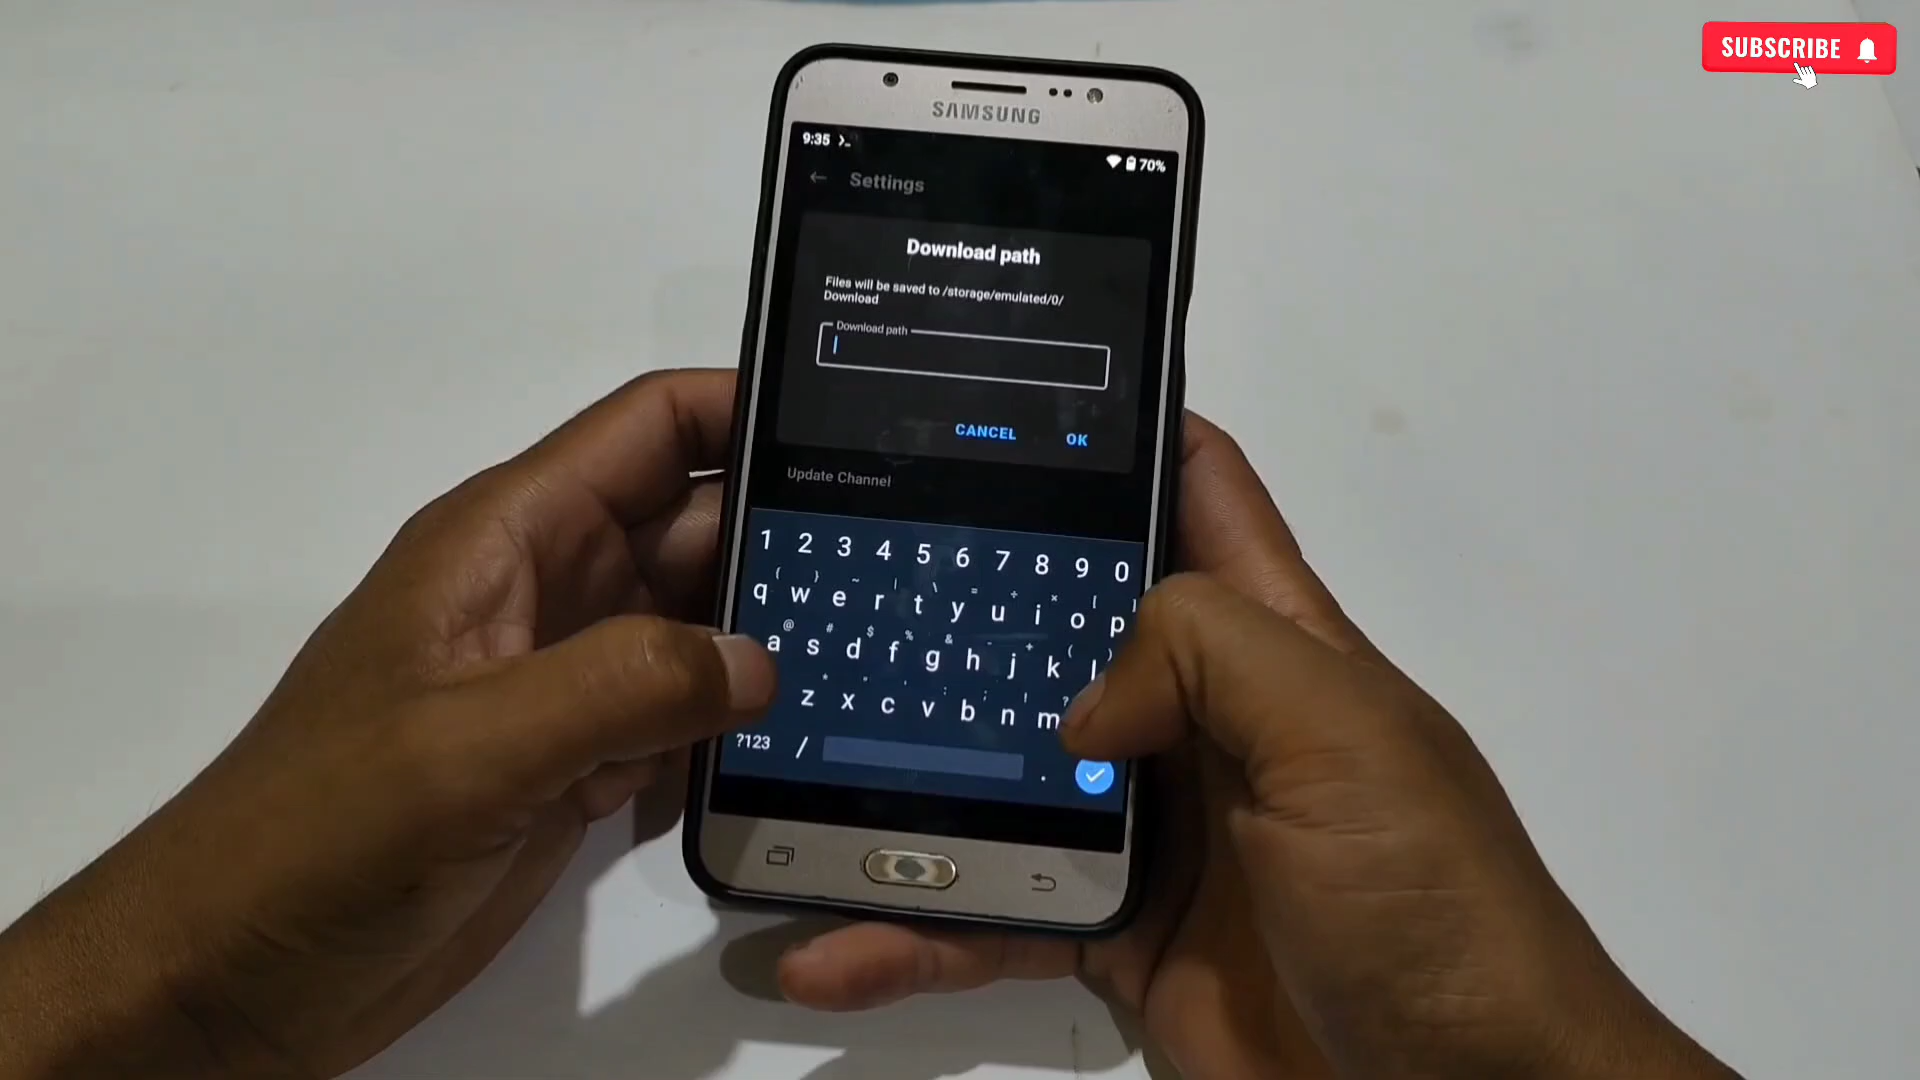 SUBSCRIBE
SAMSUNG
9:35
70%
Settings
Download path
Files will be saved to /storage/emulated/0/
Download
Download path
CANCEL OK
Update Channel
1 2 3 4 5 6 7 8 9 0
q w e r t y u i o p
a s d f g h j k l
z x c v b n m
?123 / .